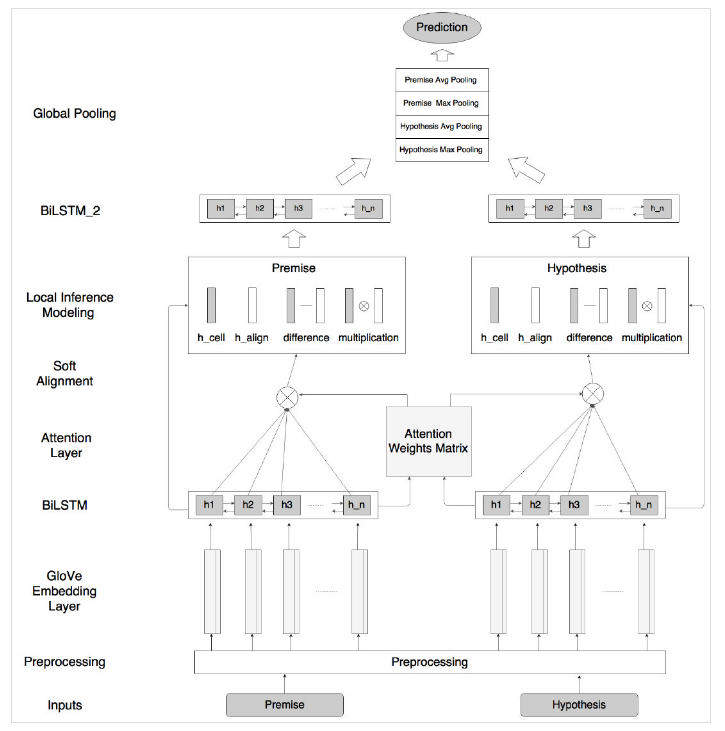 Prediction
Premise Avg Pooling
Global Pooling
Premise Max Pooling
Hypothesis Avg Pooling
Hypothesis Max Pooling
BiLSTM_2
h1 h2 h3 ........ h_n
h1 h2 h3 ........ h_n
Local Inference
Modeling
Premise
h_cell h_align difference multiplication
Hypothesis
h_cell h_align difference multiplication
Soft
Alignment
Attention
Layer
Attention
Weights Matrix
BiLSTM
h1 h2 h3 ........ h_n
h1 h2 h3 ........ h_n
GloVe
Embedding
Layer
Preprocessing
Preprocessing
Inputs
Premise
Hypothesis